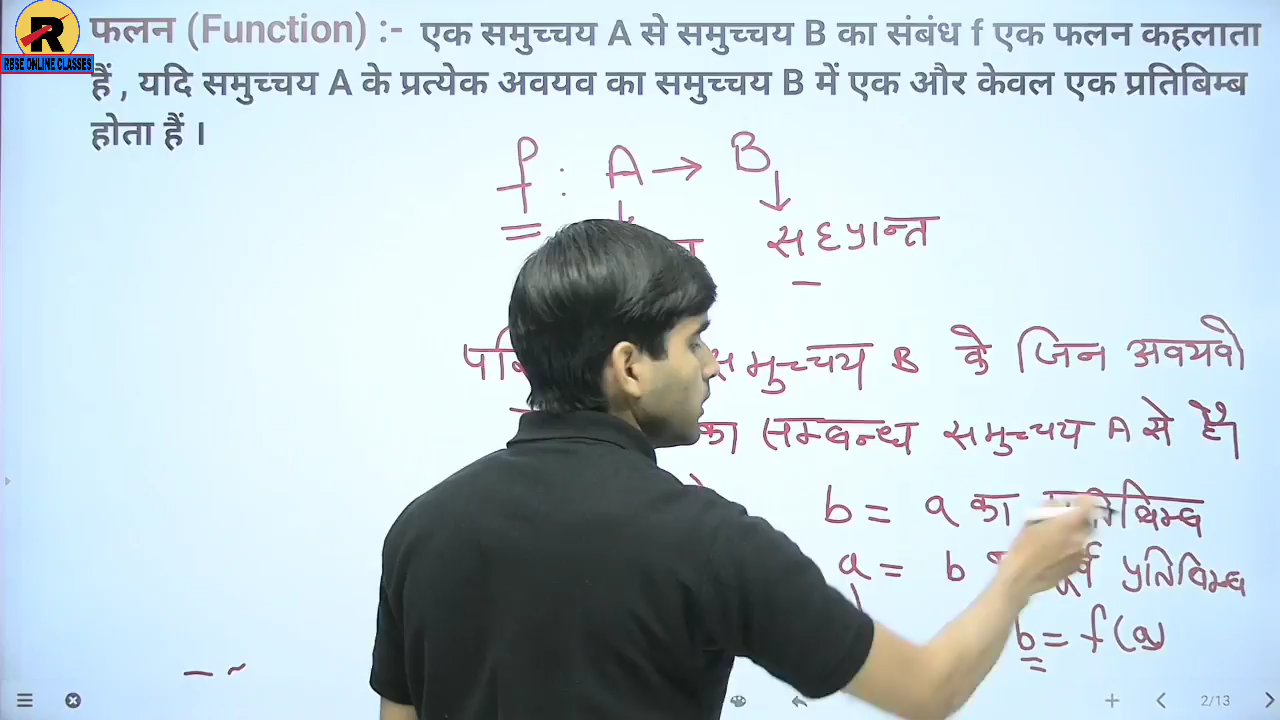 फलन (Function) :- एक समुच्चय A से समुच्चय B का संबंध f एक फलन कहलाता
हैं , यदि समुच्चय A के प्रत्येक अवयव का समुच्चय B में एक और केवल एक प्रतिबिम्ब
होता हैं ।
RBSE ONLINE CLASSES
f : A → B
सहप्रान्त
समुच्चय B के जिन अवयवो
का सम्बन्ध समुच्चय A से है।
b = a का प्रतिबिम्ब
a = b पूर्व प्रतिबिम्ब
b = f(a)
2/13